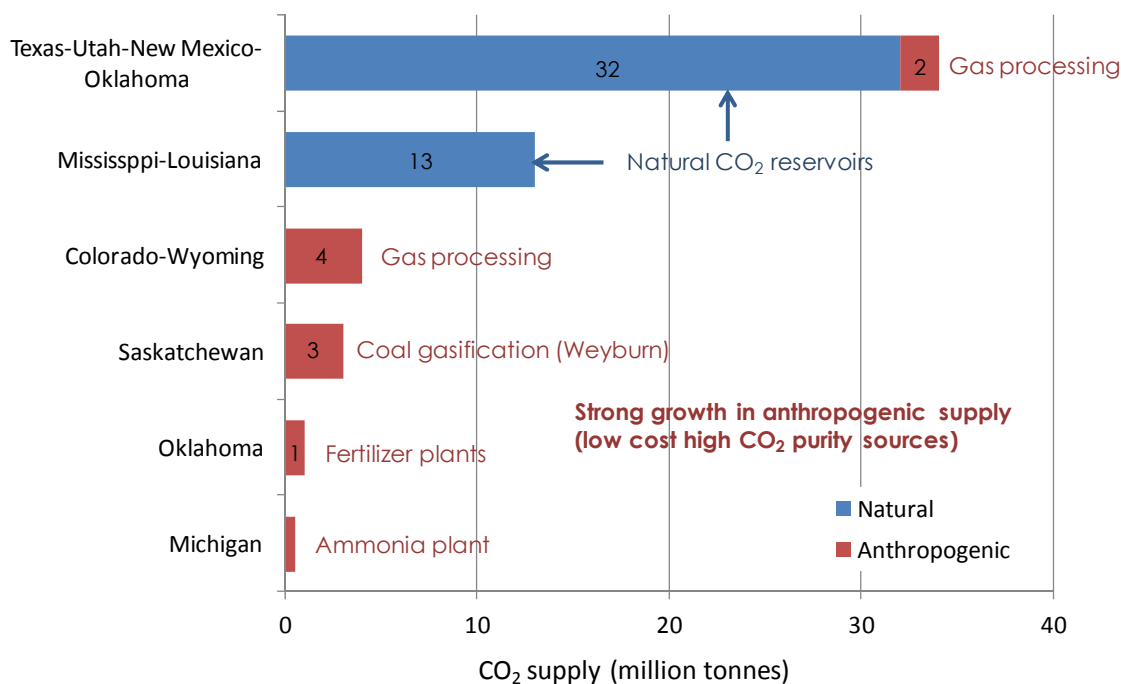 Texas-Utah-New Mexico-
Oklahoma
32
2
Gas processing
Mississppi-Louisiana
13
Natural CO₂ reservoirs
Colorado-Wyoming
4
Gas processing
Saskatchewan
3
Coal gasification (Weyburn)
Strong growth in anthropogenic supply
(low cost high CO₂ purity sources)
Oklahoma
1
Fertilizer plants
Natural
Michigan
Ammonia plant
Anthropogenic
0
10
20
30
40
CO₂ supply (million tonnes)